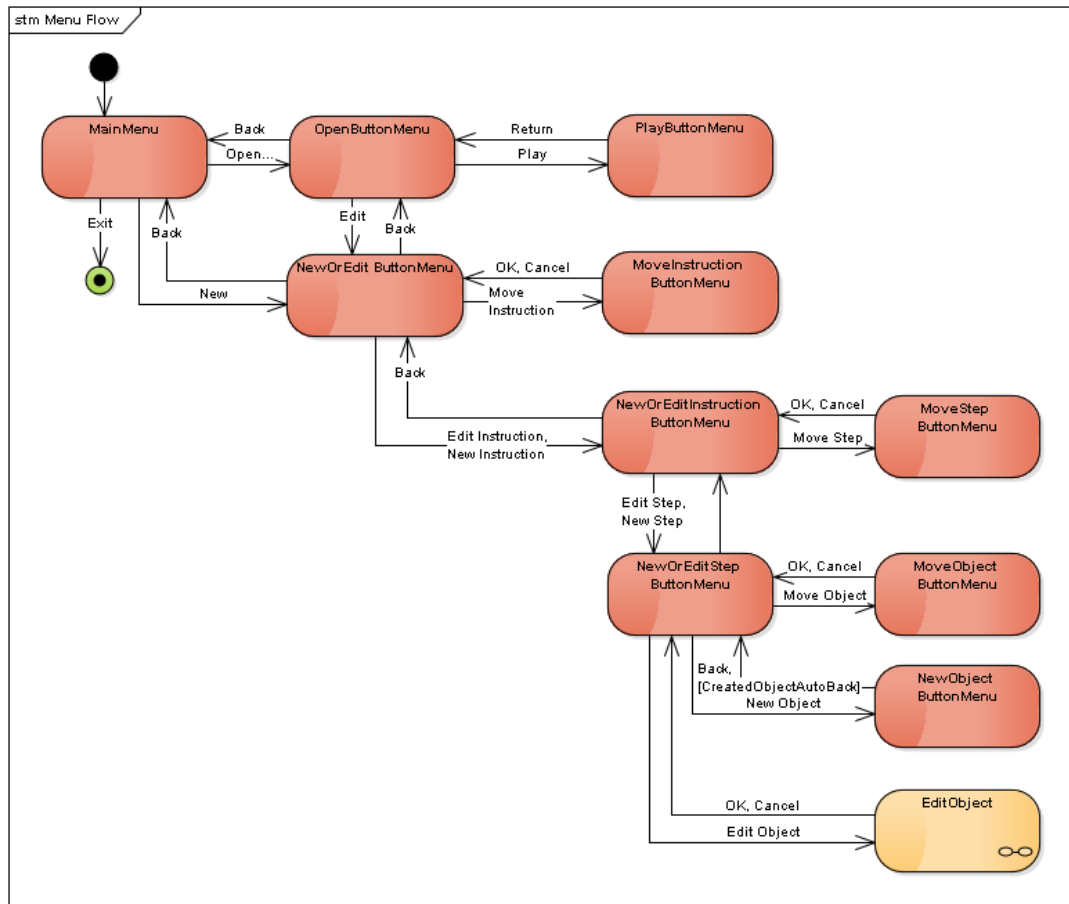 stm Menu Flow
MainMenu
OpenButtonMenu
PlayButtonMenu
Back
Open...
Return
Play
Exit
Back
Edit
Back
NewOrEdit ButtonMenu
New
OK, Cancel
Move
Instruction
MoveInstruction
ButtonMenu
Back
Edit Instruction,
New Instruction
NewOrEditInstruction
ButtonMenu
OK, Cancel
Move Step
MoveStep
ButtonMenu
Edit Step,
New Step
NewOrEditStep
ButtonMenu
OK, Cancel
Move Object
MoveObject
ButtonMenu
Back,
[CreatedObjectAutoBack]
New Object
NewObject
ButtonMenu
OK, Cancel
Edit Object
EditObject